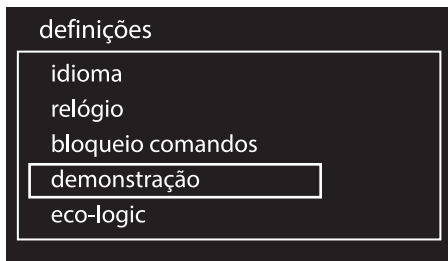 definições
idioma
relógio
bloqueio comandos
demonstração
eco-logic